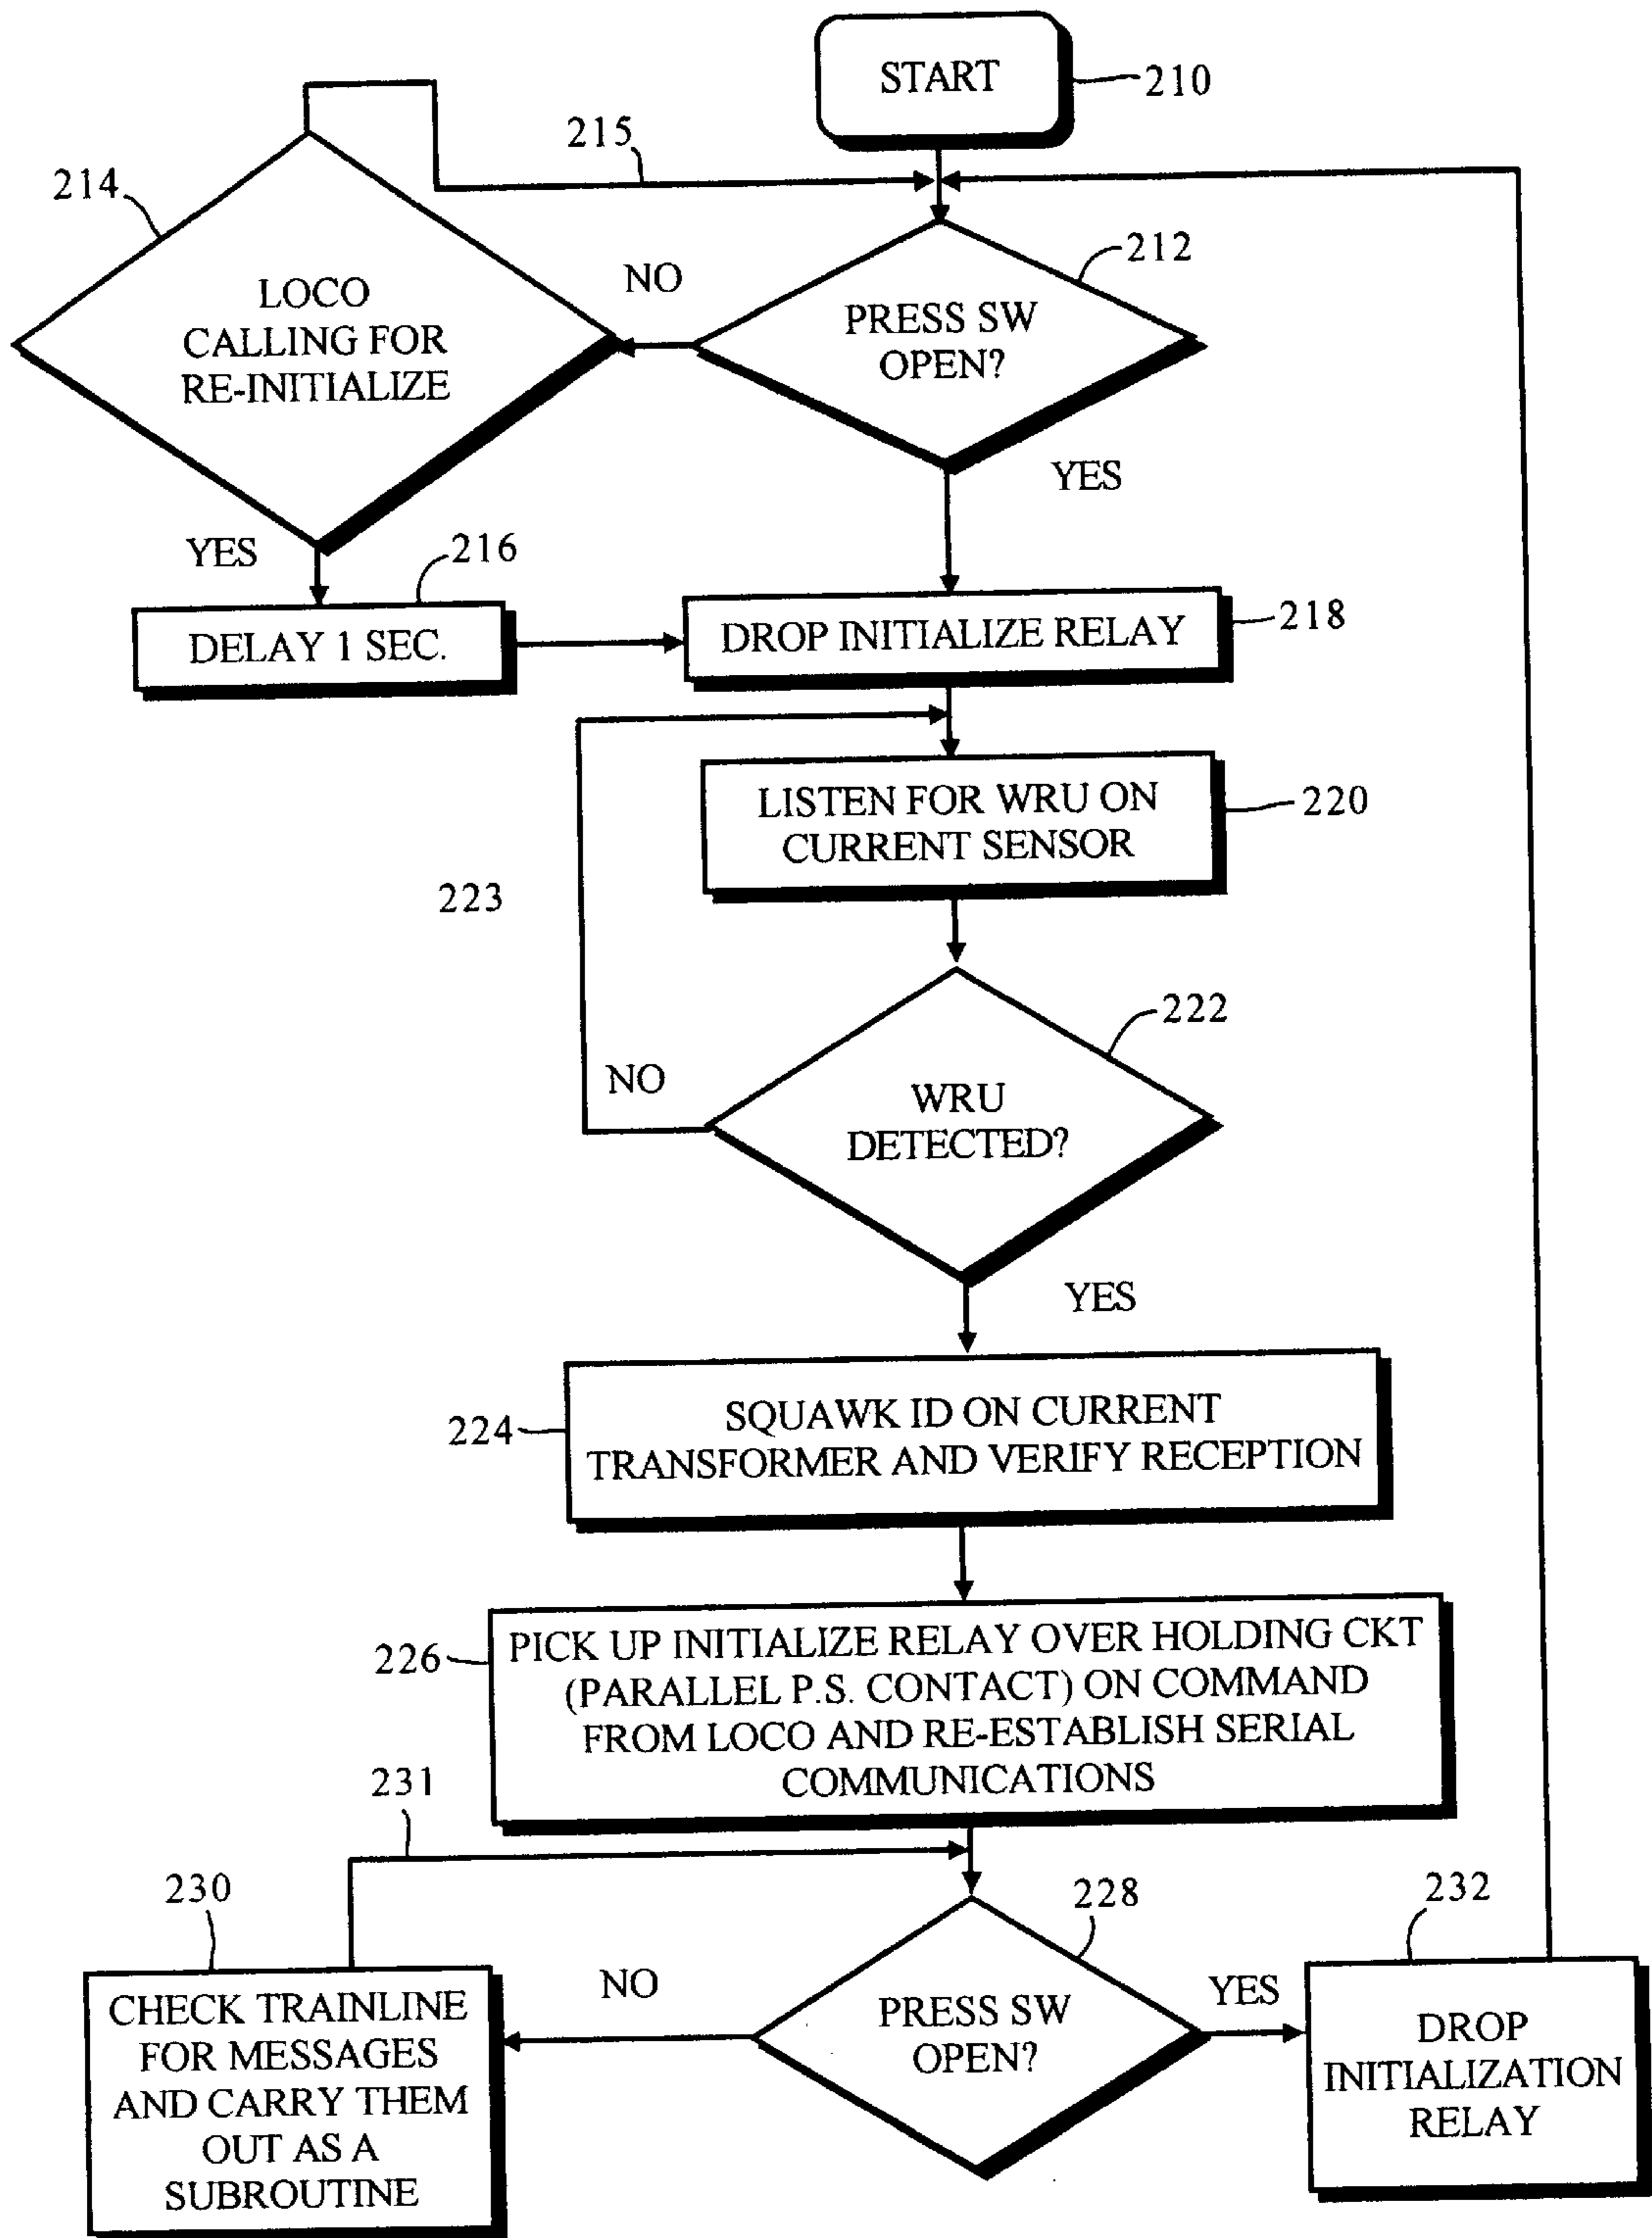 START
210
215
214
212
NO
LOCO
CALLING FOR
RE-INITIALIZE
PRESS SW
OPEN?
YES
YES
216
DELAY 1 SEC.
DROP INITIALIZE RELAY
218
LISTEN FOR WRU ON
CURRENT SENSOR
220
223
222
NO
WRU
DETECTED?
YES
224
SQUAWK ID ON CURRENT
TRANSFORMER AND VERIFY RECEPTION
226
PICK UP INITIALIZE RELAY OVER HOLDING CKT
(PARALLEL P.S. CONTACT) ON COMMAND
FROM LOCO AND RE-ESTABLISH SERIAL
COMMUNICATIONS
231
230
228
232
NO
YES
CHECK TRAINLINE
FOR MESSAGES
AND CARRY THEM
OUT AS A
SUBROUTINE
PRESS SW
OPEN?
DROP
INITIALIZATION
RELAY